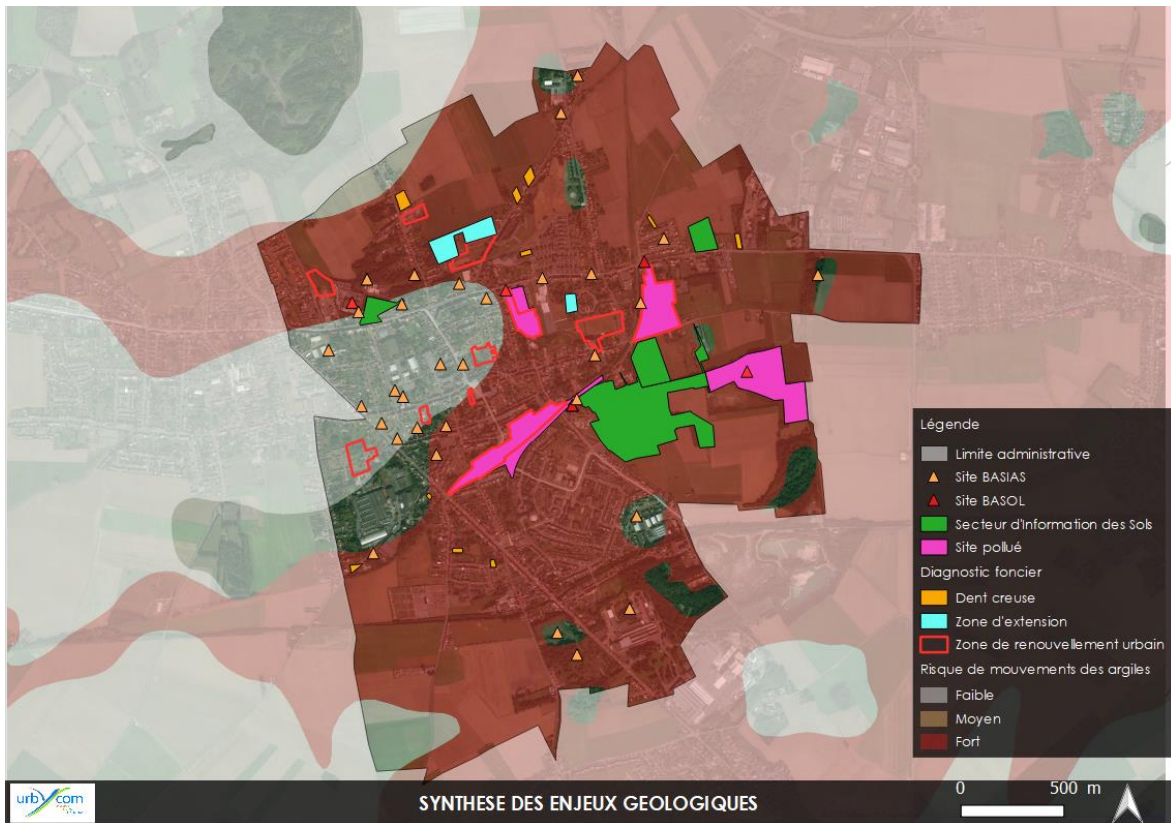 Légende
Limite administrative
Site BASIAS
Site BASOL
Secteur d'Information des Sols
Site pollué
Diagnostic foncier
Dent creuse
Zone d'extension
Zone de renouvellement urbain
Risque de mouvements des argiles
Faible
Moyen
Fort
urbycom
SYNTHESE DES ENJEUX GEOLOGIQUES
0 500 m